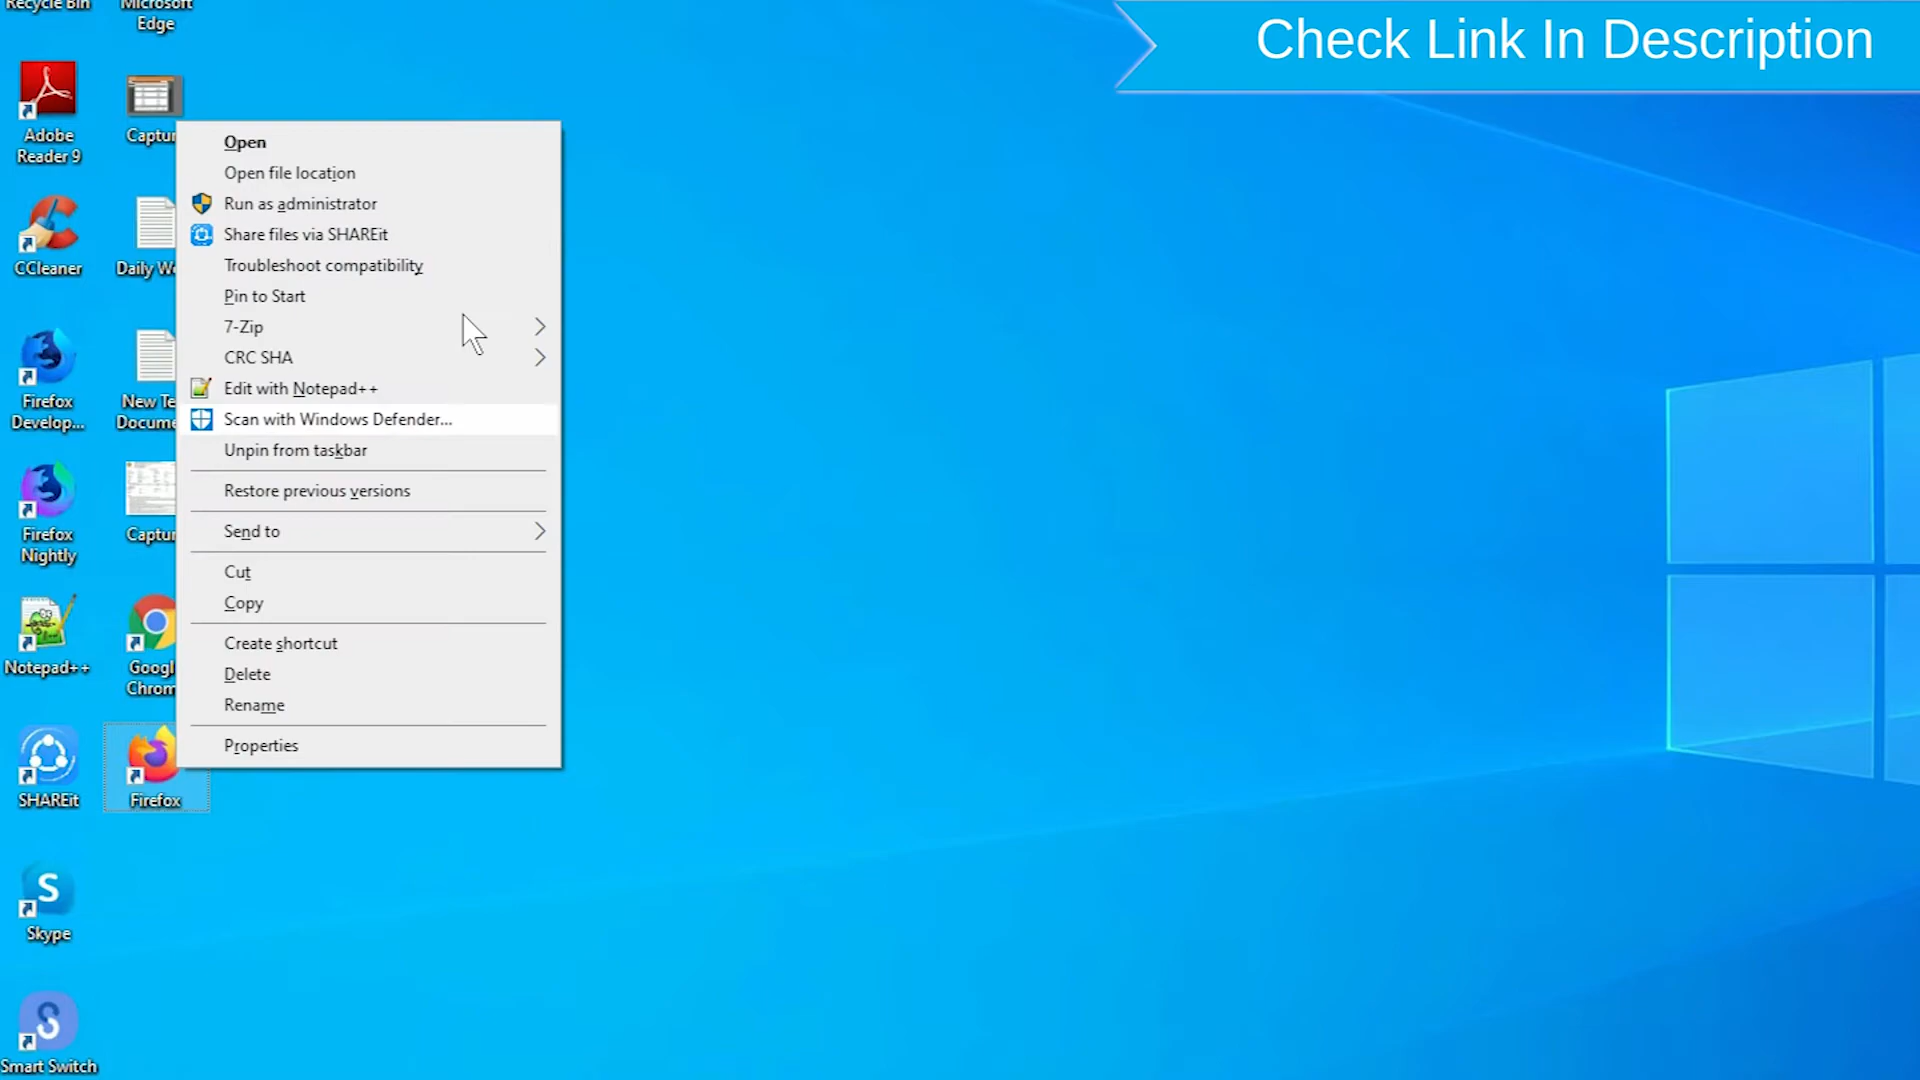 Recycle Bin
Microsoft
Edge
Check Link In Description
Adobe
Reader 9
Captur
CCleaner
Daily Wo
Firefox
Develop...
New Te
Docume
Firefox
Nightly
Captur
Notepad++
Googl
Chrom
SHAREit
Firefox
Skype
Smart Switch
Open
Open file location
Run as administrator
Share files via SHAREit
Troubleshoot compatibility
Pin to Start
7-Zip
CRC SHA
Edit with Notepad++
Scan with Windows Defender...
Unpin from taskbar
Restore previous versions
Send to
Cut
Copy
Create shortcut
Delete
Rename
Properties